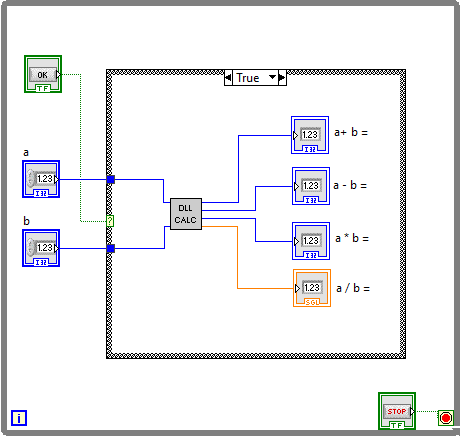 True
OK
TF
a
1.23
I32
b
1.23
I32
?
DLL
CALC
1.23
I32
a+ b =
1.23
I32
a - b =
1.23
I32
a * b =
1.23
SGL
a / b =
i
STOP
TF